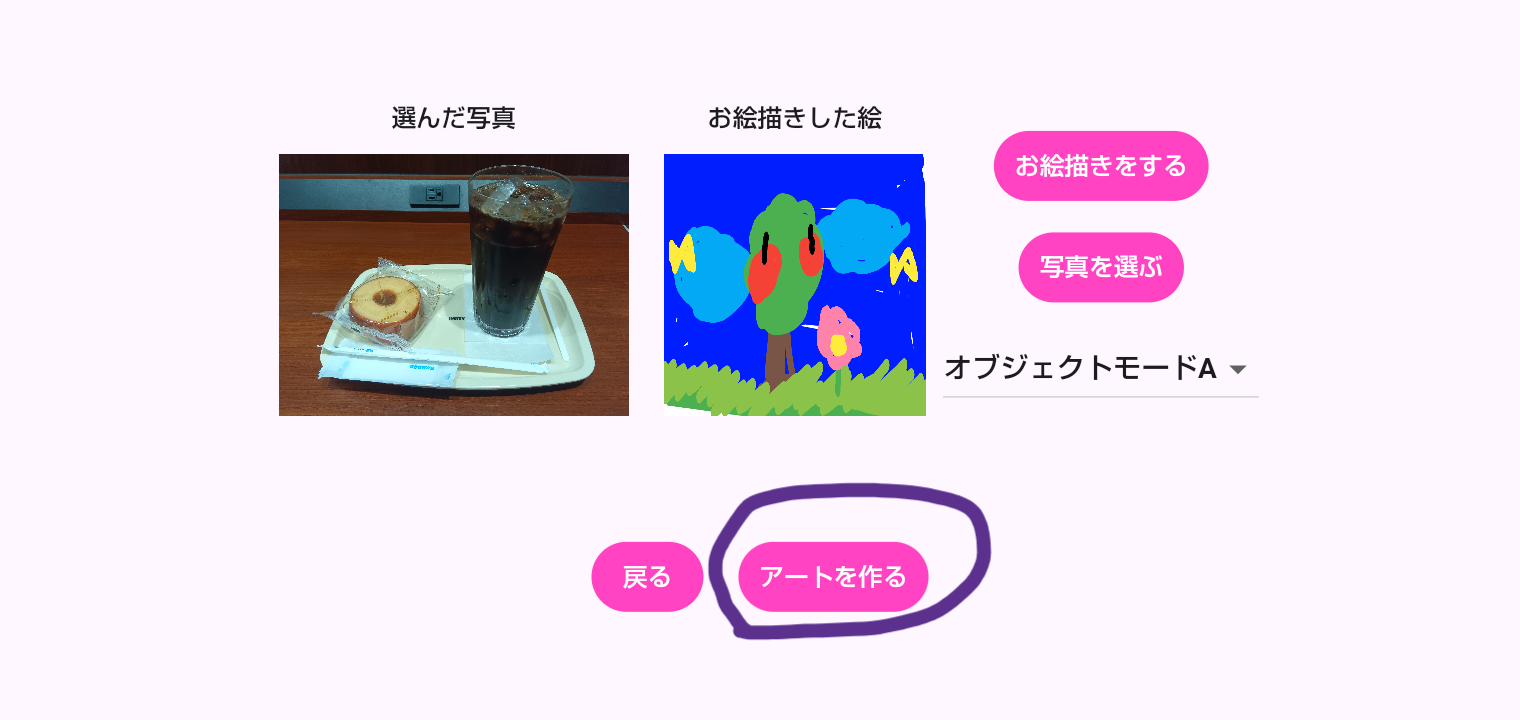 選んだ写真
お絵描きした絵
お絵描きをする
写真を選ぶ
オブジェクトモードA
戻る
アートを作る